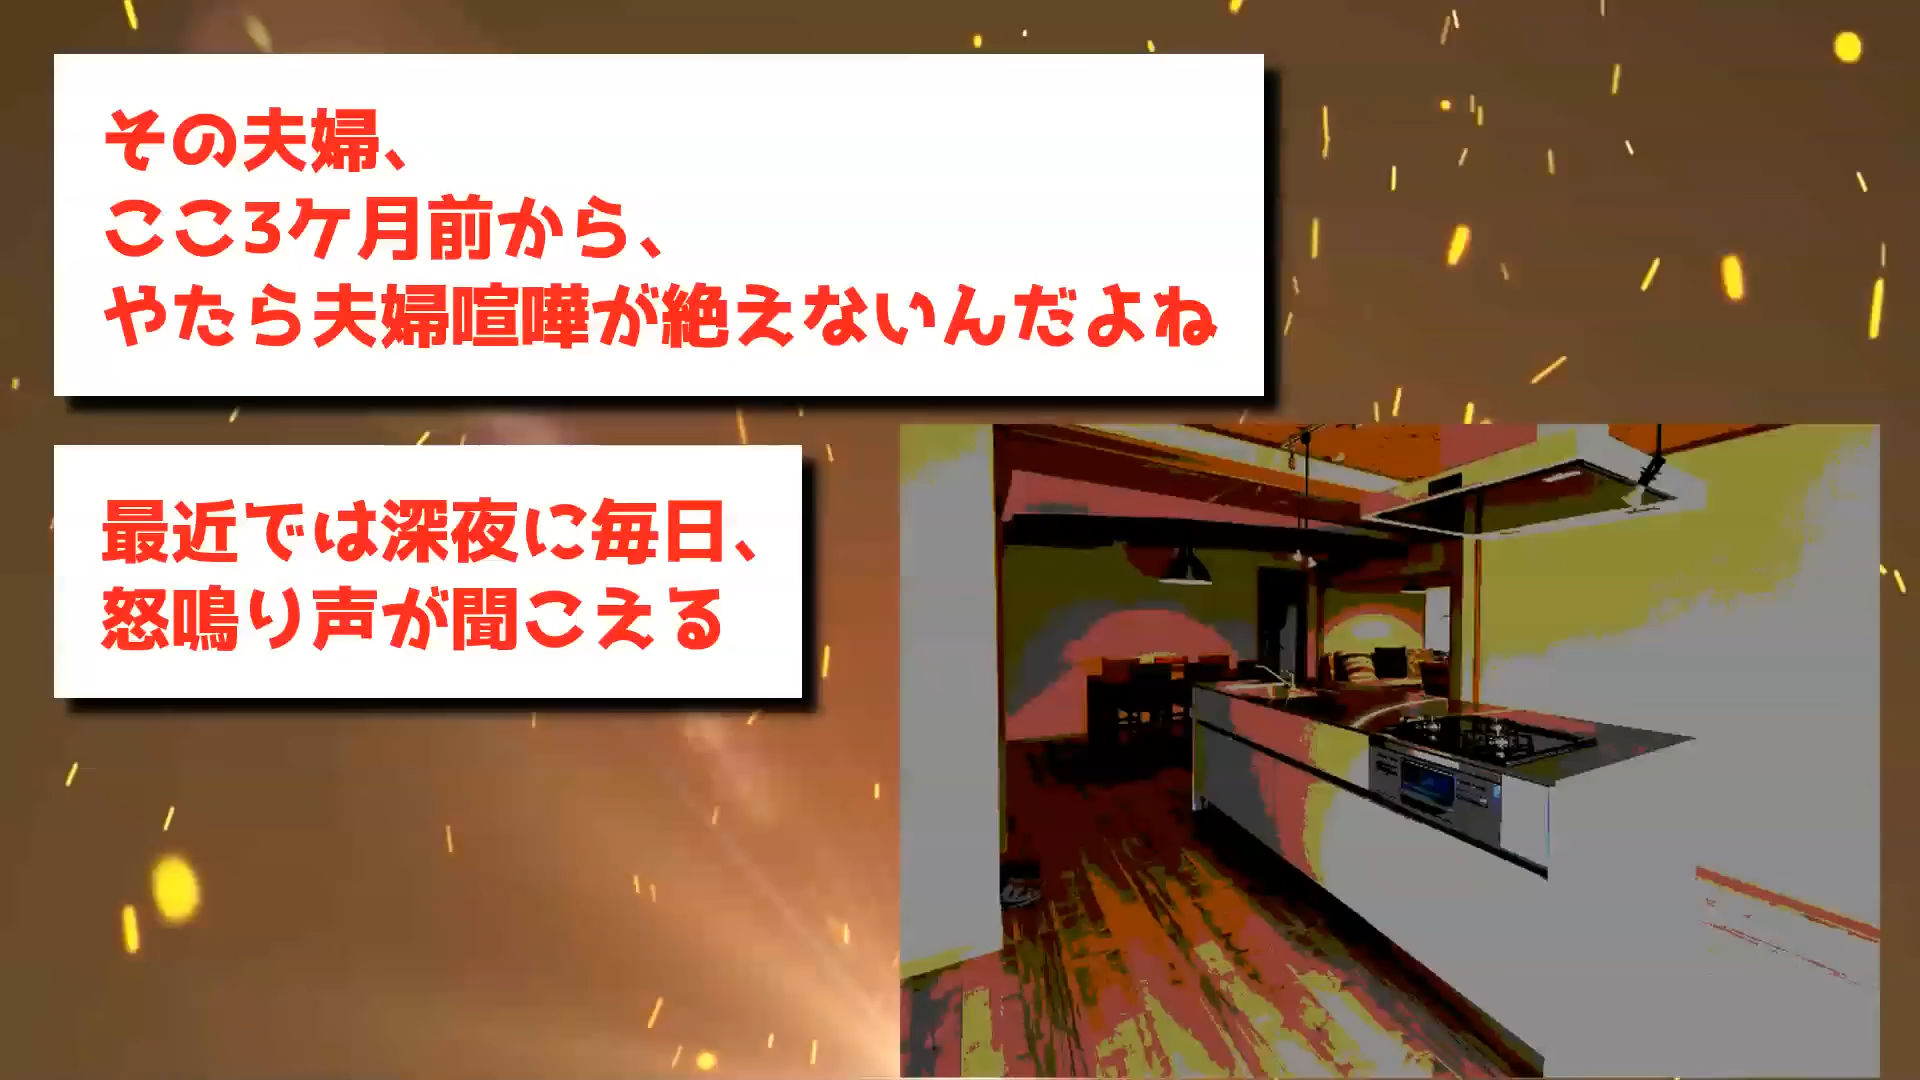 その夫婦、
ここ3ケ月前から、
やたら夫婦喧嘩が絶えないんだよね
最近では深夜に毎日、
怒鳴り声が聞こえる